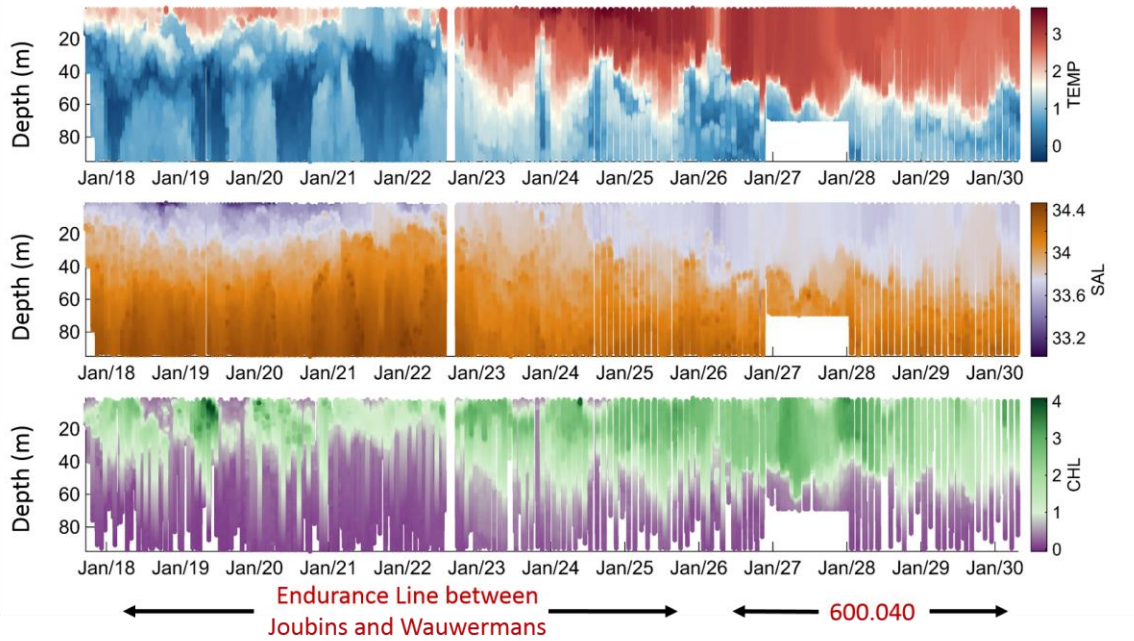 Depth (m)
20
40
60
80
Jan/18 Jan/19 Jan/20 Jan/21 Jan/22 Jan/23 Jan/24 Jan/25 Jan/26 Jan/27 Jan/28 Jan/29 Jan/30
3
2
1
0
TEMP
Depth (m)
20
40
60
80
Jan/18 Jan/19 Jan/20 Jan/21 Jan/22 Jan/23 Jan/24 Jan/25 Jan/26 Jan/27 Jan/28 Jan/29 Jan/30
34.4
34
33.6
33.2
SAL
Depth (m)
20
40
60
80
Jan/18 Jan/19 Jan/20 Jan/21 Jan/22 Jan/23 Jan/24 Jan/25 Jan/26 Jan/27 Jan/28 Jan/29 Jan/30
4
3
2
1
0
CHL
Endurance Line between
Joubins and Wauwermans
600.040